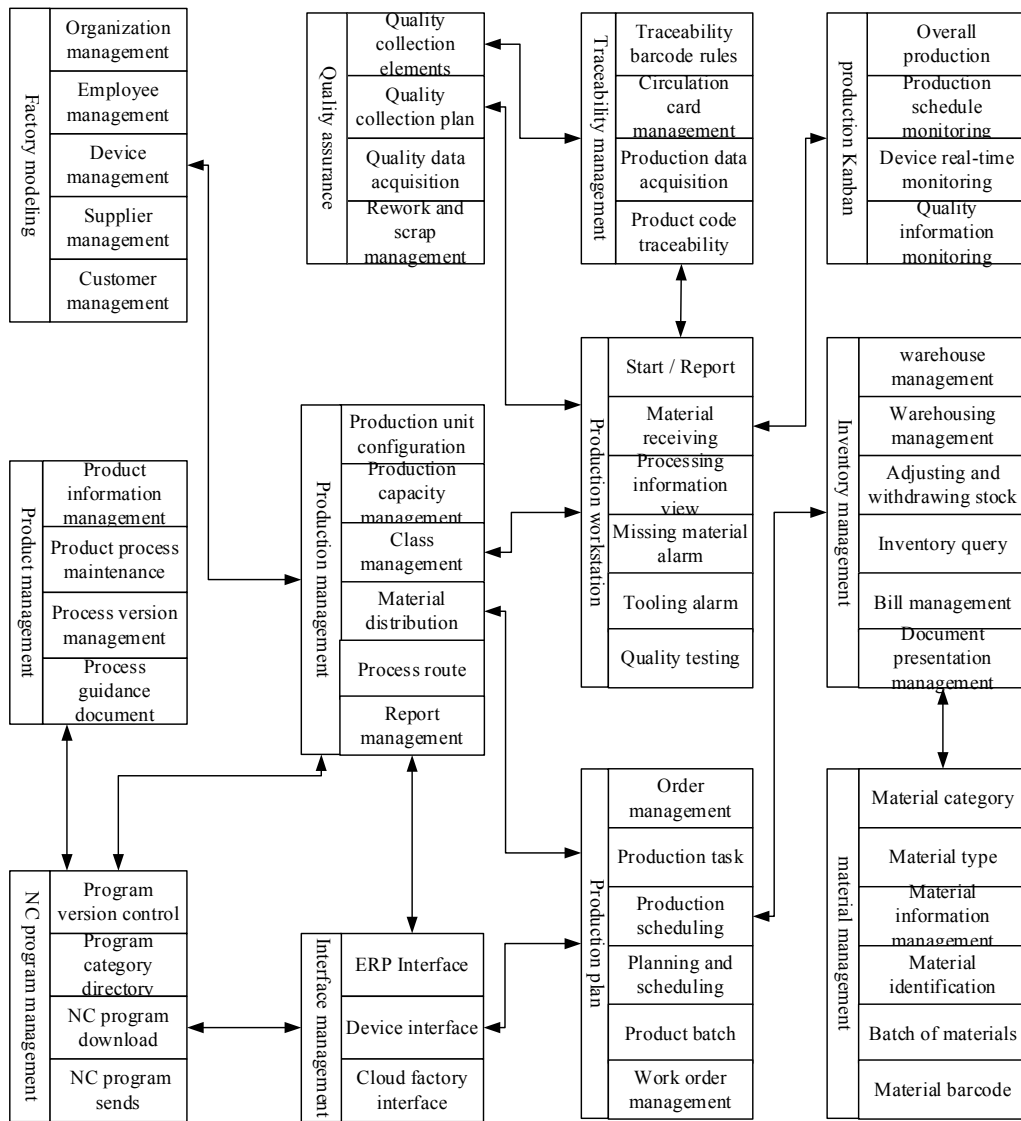 Factory modeling
Organization
management
Employee
management
Device
management
Supplier
management
Customer
management
Quality assurance
Quality
collection
elements
Quality
collection plan
Quality data
acquisition
Rework and
scrap management
Traceability management
Traceability
barcode rules
Circulation
card
management
Production data
acquisition
Product code
traceability
production Kanban
Overall
production
Production
schedule
monitoring
Device real-time
monitoring
Quality
information
monitoring
Product management
Product
information
management
Product process
maintenance
Process version
management
Process
guidance
document
Production management
Production unit
configuration
Production
capacity
management
Class
management
Material
distribution
Process route
Report
management
Production workstation
Start / Report
Material
receiving
Processing
information
view
Missing material
alarm
Tooling alarm
Quality testing
Inventory management
warehouse
management
Warehousing
management
Adjusting and
withdrawing stock
Inventory query
Bill management
Document
presentation
management
NC program management
Program
version control
Program
category
directory
NC program
download
NC program
sends
Interface management
ERP Interface
Device interface
Cloud factory
interface
Production plan
Order
management
Production task
Production
scheduling
Planning and
scheduling
Product batch
Work order
management
material management
Material category
Material type
Material
information
management
Material
identification
Batch of materials
Material barcode